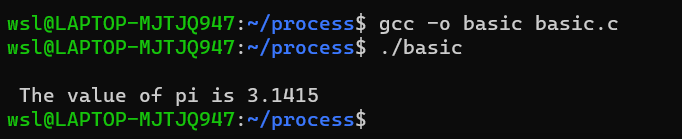 wsl@LAPTOP-MJTJQ947:~/process$ gcc -o basic basic.c
wsl@LAPTOP-MJTJQ947:~/process$ ./basic
The value of pi is 3.1415
wsl@LAPTOP-MJTJQ947:~/process$